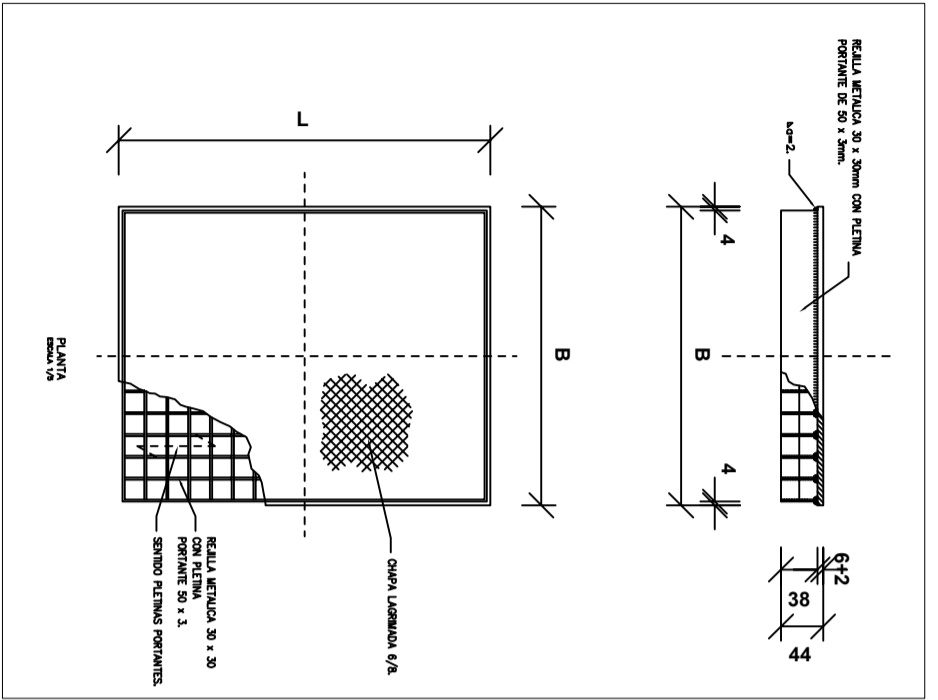 REJILLA METALICA 30 x 30mm CON PLETINA
PORTANTE DE 50 x 3mm.
a=2.
L
B
4
B
4
6+2
38
44
PLANTA
ESCALA 1/5
CHAPA LAGRIMADA 6/8.
REJILLA METALICA 30 x 30
CON PLETINA
PORTANTE 50 x 3.
SENTIDO PLETINAS PORTANTES.